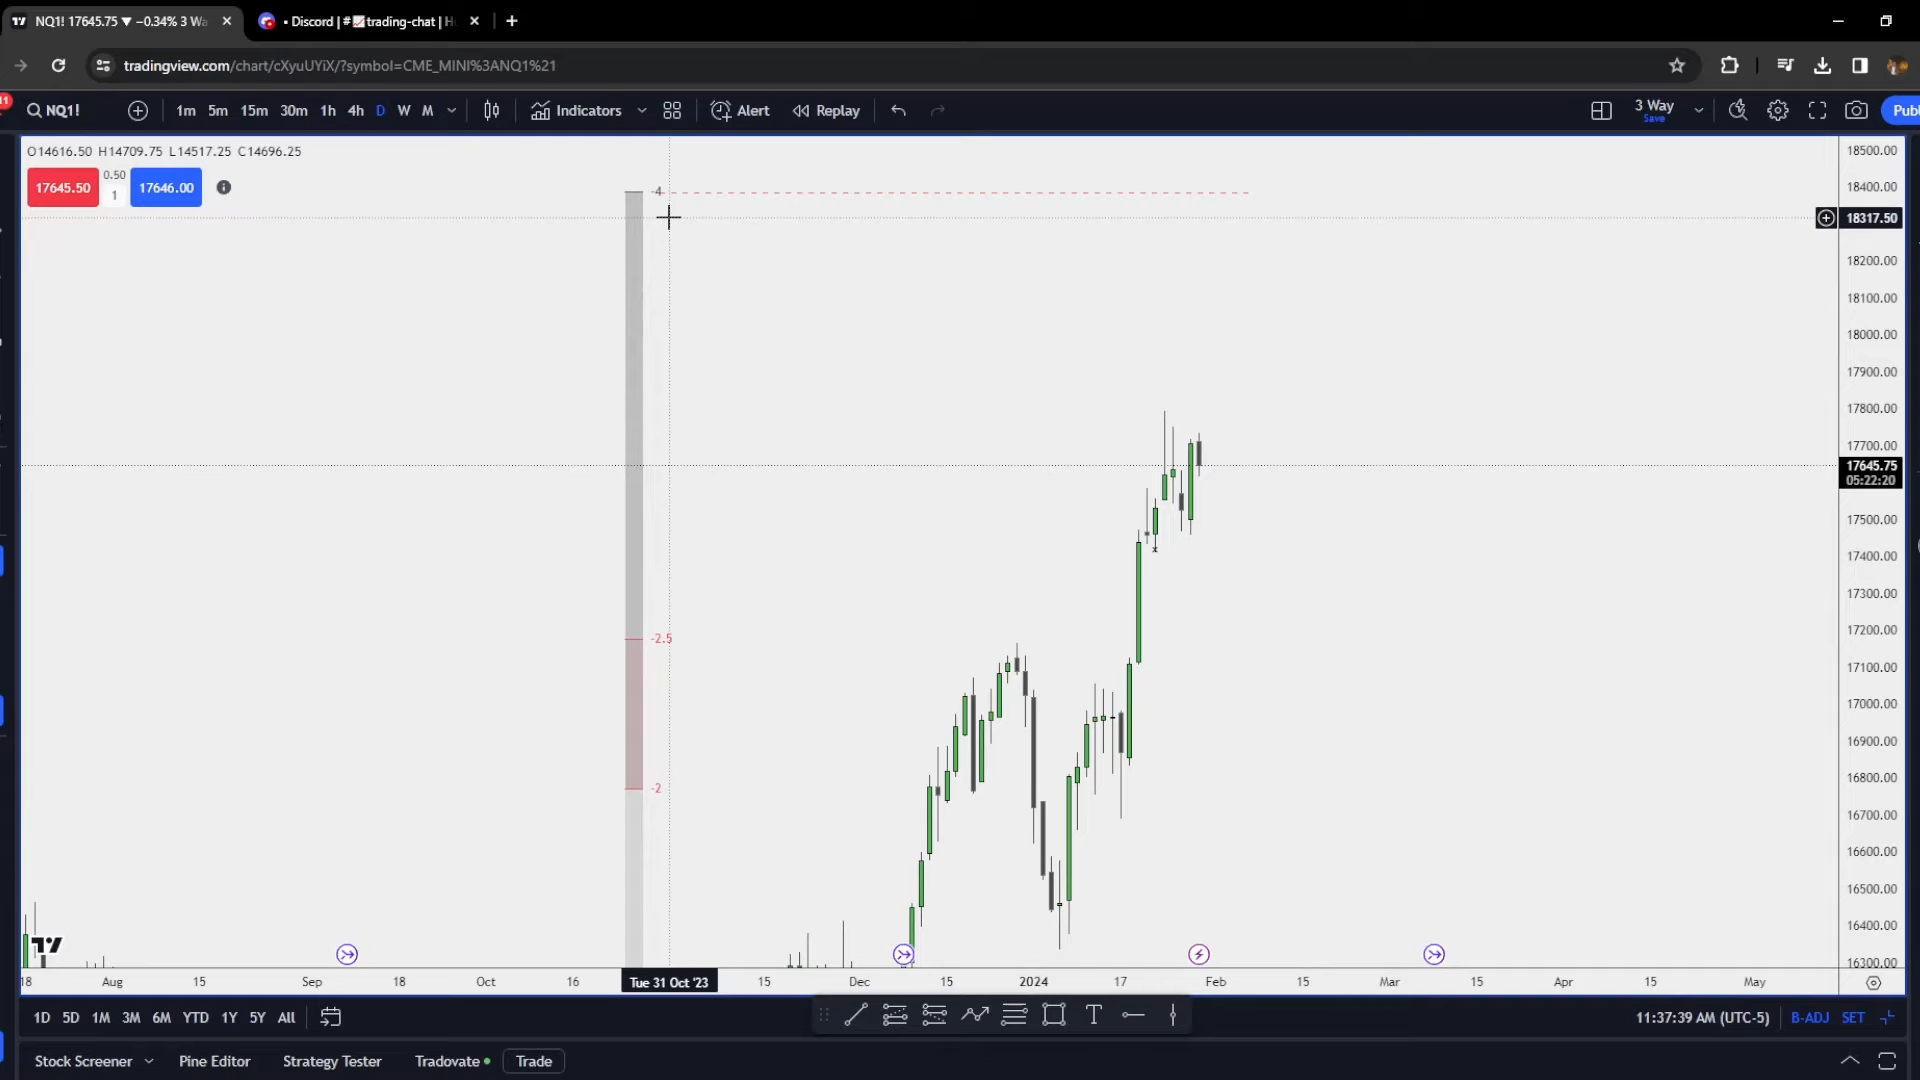 NQ1! 17645.75 ▼ −0.34% 3 Wa
• Discord | # 📈trading-chat | H
tradingview.com/chart/cXyuUYiX/?symbol=CME_MINI%3ANQ1%21
11
NQ1!
1m 5m 15m 30m 1h 4h D W M
Indicators
Alert
Replay
3 Way
Save
Publ
O14616.50 H14709.75 L14517.25 C14696.25
17645.50
0.50
1
17646.00
-4
-2.5
-2
18500.00
18400.00
18317.50
18200.00
18100.00
18000.00
17900.00
17800.00
17700.00
17645.75
05:22:20
17500.00
17400.00
17300.00
17200.00
17100.00
17000.00
16900.00
16800.00
16700.00
16600.00
16500.00
16400.00
16300.00
18 Aug 15 Sep 18 Oct 16 Tue 31 Oct '23 15 Dec 15 2024 17 Feb 15 Mar 15 Apr 15 May
1D 5D 1M 3M 6M YTD 1Y 5Y All
11:37:39 AM (UTC-5) B-ADJ SET
Stock Screener Pine Editor Strategy Tester Tradovate Trade